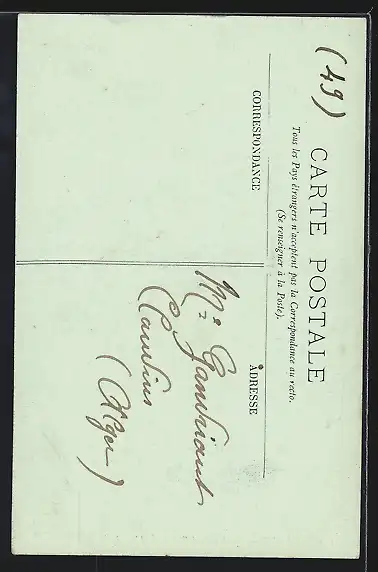 (49)
CARTE POSTALE
Tous les Pays étrangers n'acceptent pas la Correspondance au recto.
(Se renseigner à la Poste).
CORRESPONDANCE
ADRESSE
(Alger)